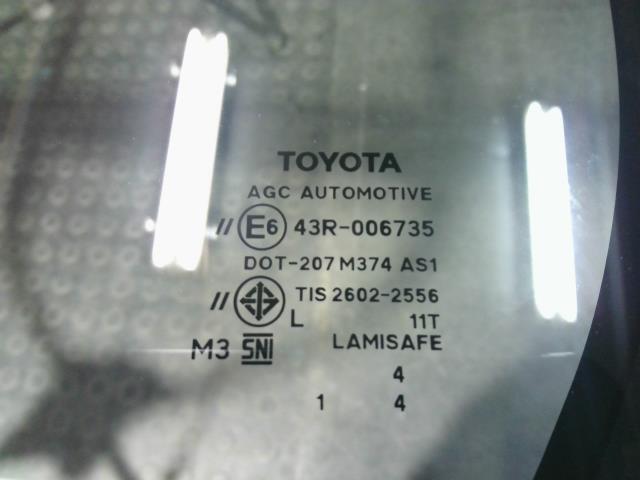 TOYOTA
AGC AUTOMOTIVE
// E6 43R-006735
DOT-207 M374 AS1
// TIS 2602-2556
L 11T
M3 SNI LAMISAFE
4
1 4